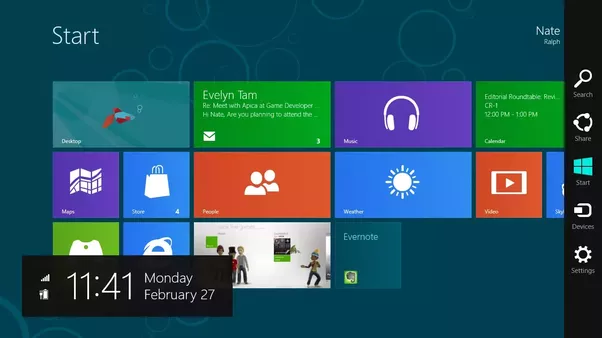 Start
Nate
Ralph
Desktop
Evelyn Tam
Re: Meet with Apica at Game Developer ...
Hi Nate, Are you planning to attend the ...
3
Music
Editorial Roundtable: Revi...
CR-1
12:00 PM - 1:00 PM
Calendar
Maps
Store
4
People
Weather
Video
Evernote
11:41
Monday
February 27
Search
Share
Start
Devices
Settings